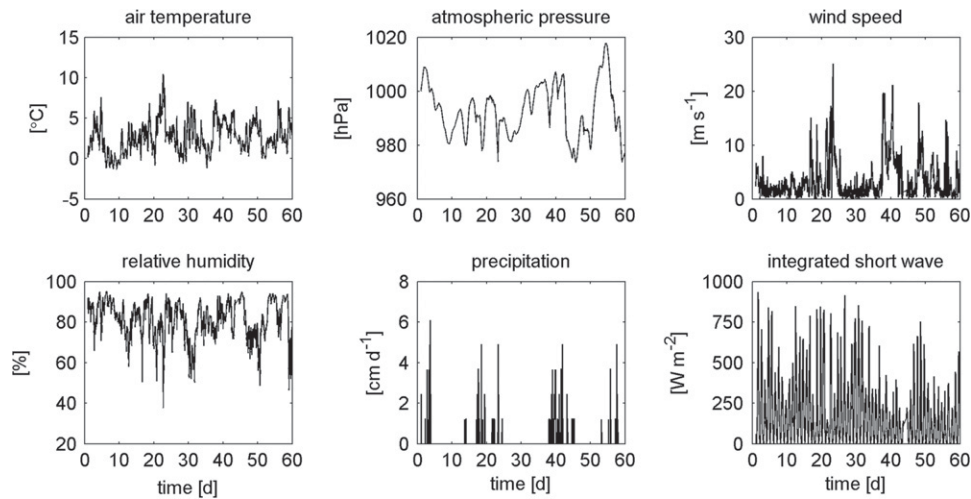 air temperature
atmospheric pressure
wind speed
15
10
5
0
-5
[°C]
0 10 20 30 40 50 60
1020
1000
980
960
[hPa]
0 10 20 30 40 50 60
30
20
10
0
[m s⁻¹]
0 10 20 30 40 50 60
relative humidity
precipitation
integrated short wave
100
80
60
40
20
[%]
0 10 20 30 40 50 60
time [d]
8
6
4
2
0
[cm d⁻¹]
0 10 20 30 40 50 60
time [d]
1000
750
500
250
0
[W m⁻²]
0 10 20 30 40 50 60
time [d]